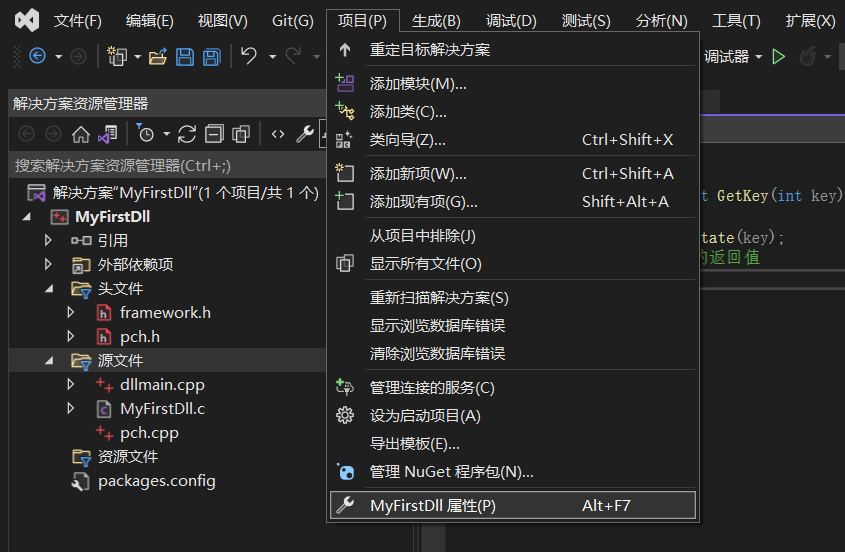 文件(F) 编辑(E) 视图(V) Git(G) 项目(P) 生成(B) 调试(D) 测试(S) 分析(N) 工具(T) 扩展(X)
调试器
解决方案资源管理器
搜索解决方案资源管理器(Ctrl+;)
解决方案"MyFirstDll"(1 个项目/共 1 个)
MyFirstDll
引用
外部依赖项
头文件
framework.h
pch.h
源文件
dllmain.cpp
MyFirstDll.c
pch.cpp
资源文件
packages.config
重定目标解决方案
添加模块(M)...
添加类(C)...
类向导(Z)... Ctrl+Shift+X
添加新项(W)... Ctrl+Shift+A
添加现有项(G)... Shift+Alt+A
从项目中排除(J)
显示所有文件(O)
重新扫描解决方案(S)
显示浏览数据库错误
清除浏览数据库错误
管理连接的服务(C)
设为启动项目(A)
导出模板(E)...
管理 NuGet 程序包(N)...
MyFirstDll 属性(P) Alt+F7
t GetKey(int key)
tate(key);
的返回值